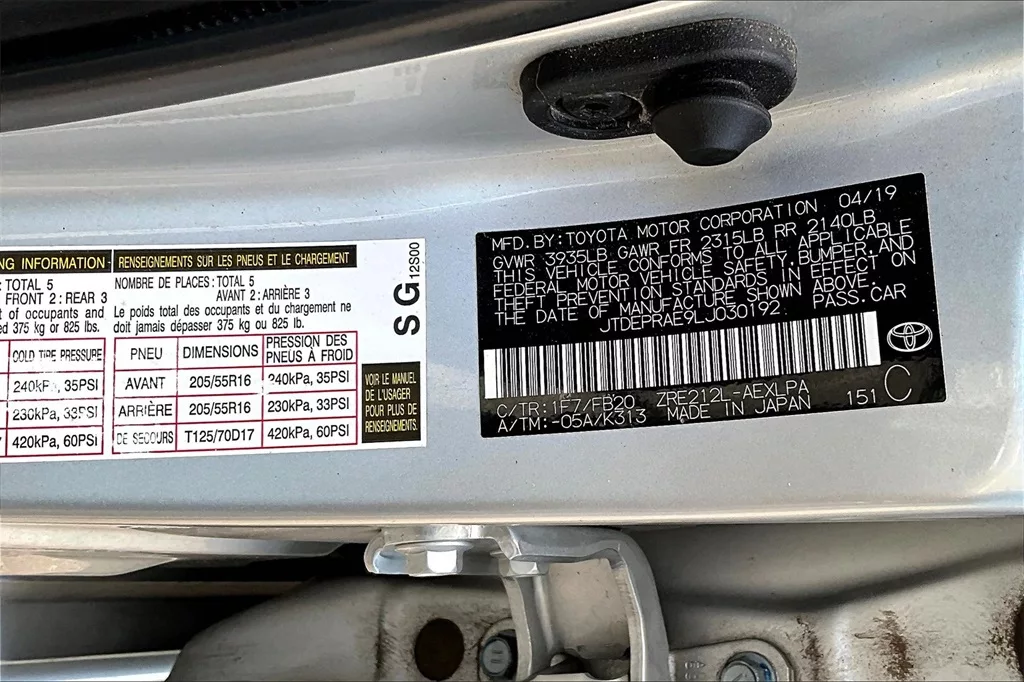 NG INFORMATION
RENSEIGNEMENTS SUR LES PNEUS ET LE CHARGEMENT
: TOTAL 5
FRONT 2 : REAR 3
t of occupants and
ed 375 kg or 825 lbs.
NOMBRE DE PLACES : TOTAL 5
AVANT 2 : ARRIÈRE 3
Le poids total des occupants et du chargement ne
doit jamais dépasser 375 kg ou 825 lb.
COLD TIRE PRESSURE
240kPa, 35PSI
230kPa, 33PSI
420kPa, 60PSI
PNEU DIMENSIONS PRESSION DES PNEUS À FROID
AVANT 205/55R16 240kPa, 35PSI
ARRIÈRE 205/55R16 230kPa, 33PSI
DE SECOURS T125/70D17 420kPa, 60PSI
S G 12S00
VOIR LE MANUEL
DE L'USAGER
POUR PLUS DE
RENSEIGNEMENTS.
MFD. BY: TOYOTA MOTOR CORPORATION 04/19
GVWR 3935LB GAWR FR 2315LB RR 2140LB
THIS VEHICLE CONFORMS TO ALL APPLICABLE
FEDERAL MOTOR VEHICLE SAFETY, BUMPER, AND
THEFT PREVENTION STANDARDS IN EFFECT ON
THE DATE OF MANUFACTURE SHOWN ABOVE.
JTDEPRAE9LJ030192 PASS. CAR
C/TR: 1F7/FB20 ZRE212L-AEXLPA
A/TM: -05A/K313 MADE IN JAPAN 151 C